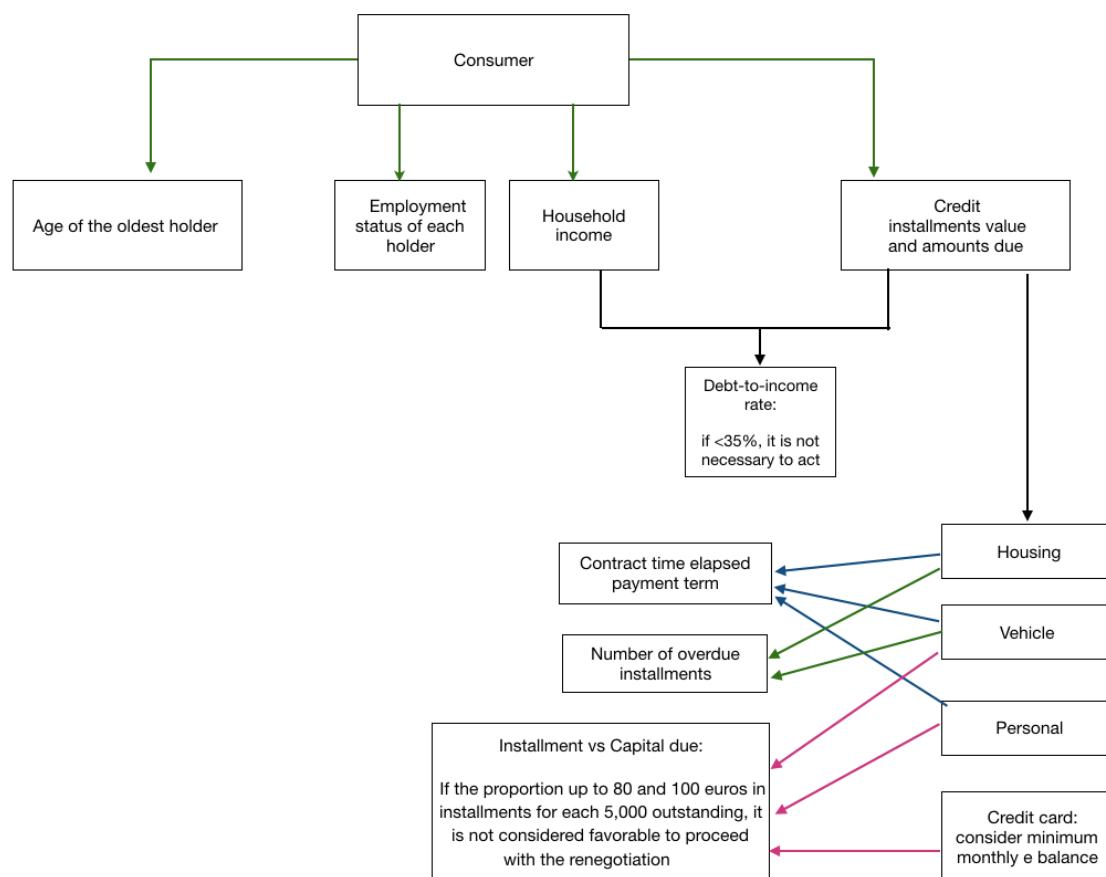 Consumer
Age of the oldest holder
Employment
status of each
holder
Household
income
Credit
installments value
and amounts due
Debt-to-income
rate:
if <35%, it is not
necessary to act
Housing
Contract time elapsed
payment term
Vehicle
Number of overdue
installments
Personal
Installment vs Capital due:
If the proportion up to 80 and 100 euros in
installments for each 5,000 outstanding, it
is not considered favorable to proceed
with the renegotiation
Credit card:
consider minimum
monthly e balance